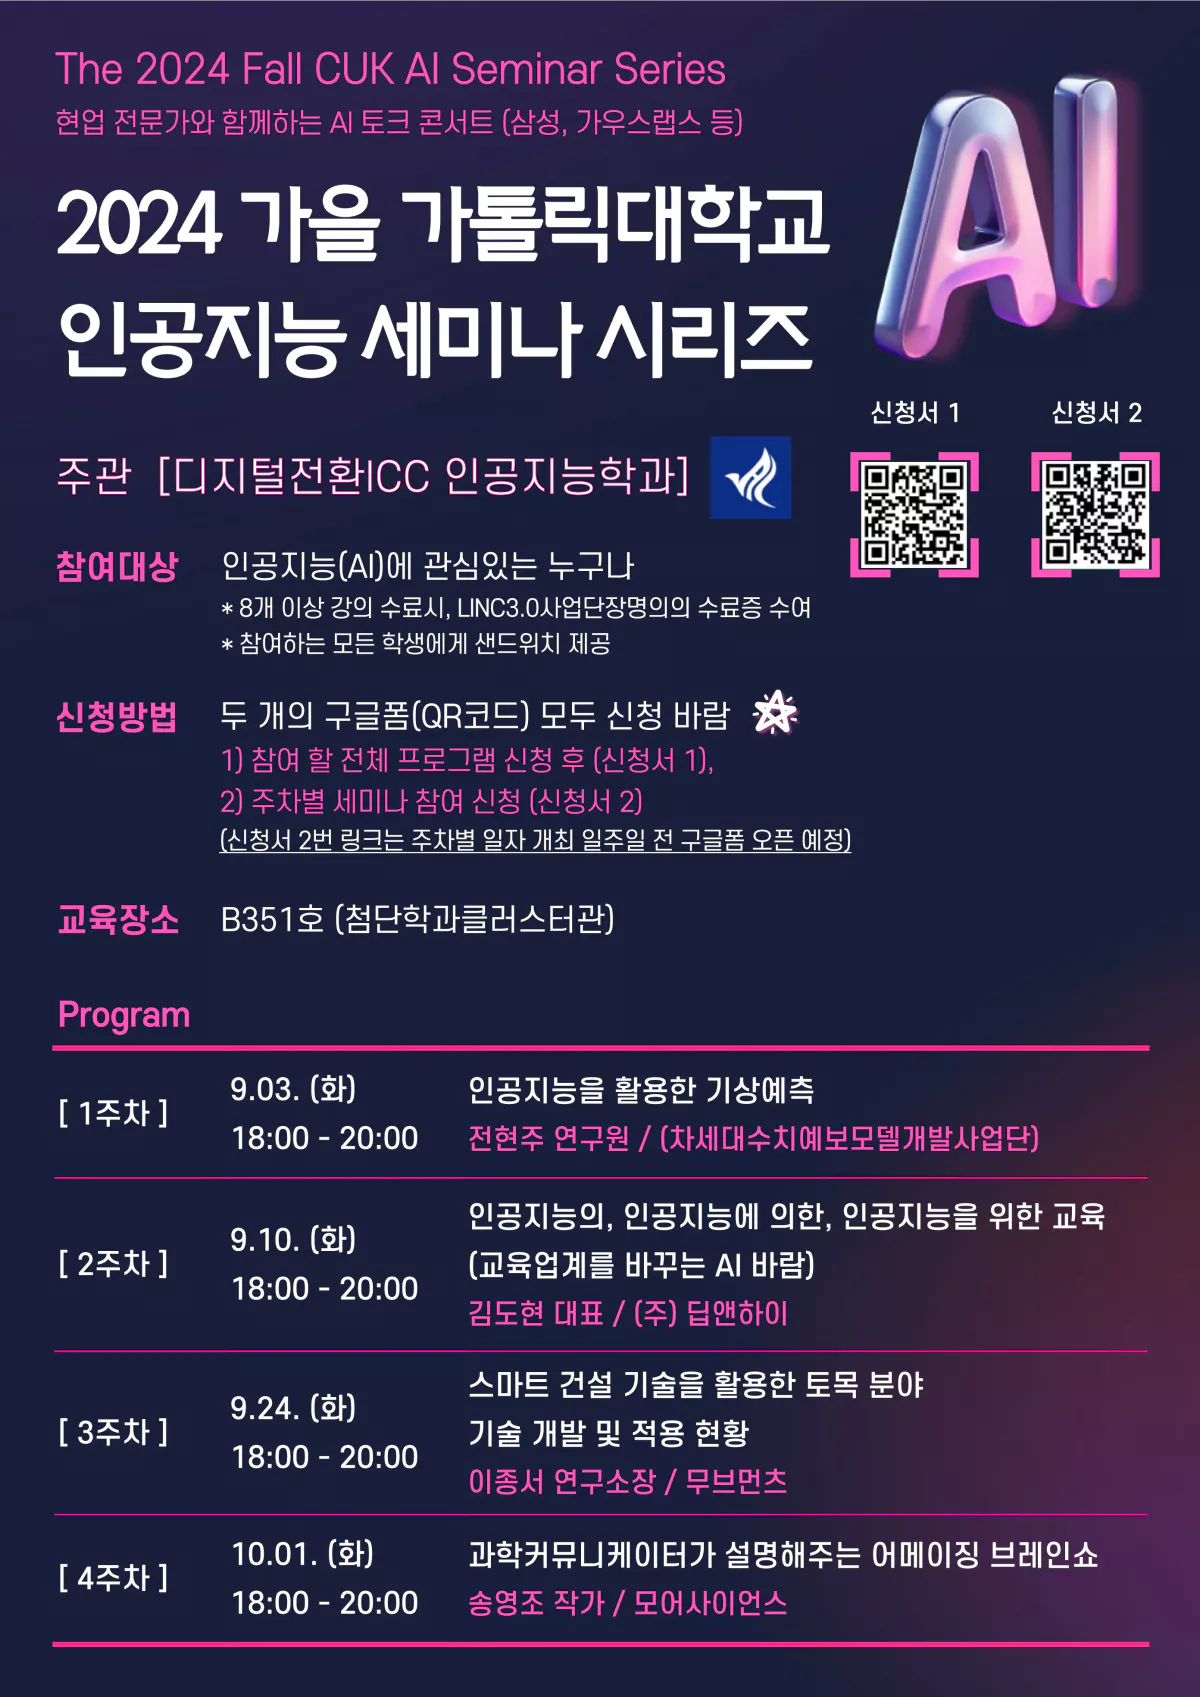 The 2024 Fall CUK AI Seminar Series
현업 전문가와 함께하는 AI 토크 콘서트 (삼성, 가우스랩스 등)
AI
2024 가을 가톨릭대학교
인공지능 세미나 시리즈
신청서 1
신청서 2
주관 [디지털전환ICC 인공지능학과]
참여대상 인공지능(AI)에 관심있는 누구나
* 8개 이상 강의 수료시, LINC3.0사업단장명의의 수료증 수여
* 참여하는 모든 학생에게 샌드위치 제공
신청방법 두 개의 구글폼(QR코드) 모두 신청 바람
1) 참여 할 전체 프로그램 신청 후 (신청서 1),
2) 주차별 세미나 참여 신청 (신청서 2)
(신청서 2번 링크는 주차별 일자 개최 일주일 전 구글폼 오픈 예정)
교육장소 B351호 (첨단학과클러스터관)
Program
[ 1주차 ]
9.03. (화)
18:00 - 20:00
인공지능을 활용한 기상예측
전현주 연구원 / (차세대수치예보모델개발사업단)
[ 2주차 ]
9.10. (화)
18:00 - 20:00
인공지능의, 인공지능에 의한, 인공지능을 위한 교육
(교육업계를 바꾸는 AI 바람)
김도현 대표 / (주) 딥앤하이
[ 3주차 ]
9.24. (화)
18:00 - 20:00
스마트 건설 기술을 활용한 토목 분야
기술 개발 및 적용 현황
이종서 연구소장 / 무브먼츠
[ 4주차 ]
10.01. (화)
18:00 - 20:00
과학커뮤니케이터가 설명해주는 어메이징 브레인쇼
송영조 작가 / 모어사이언스